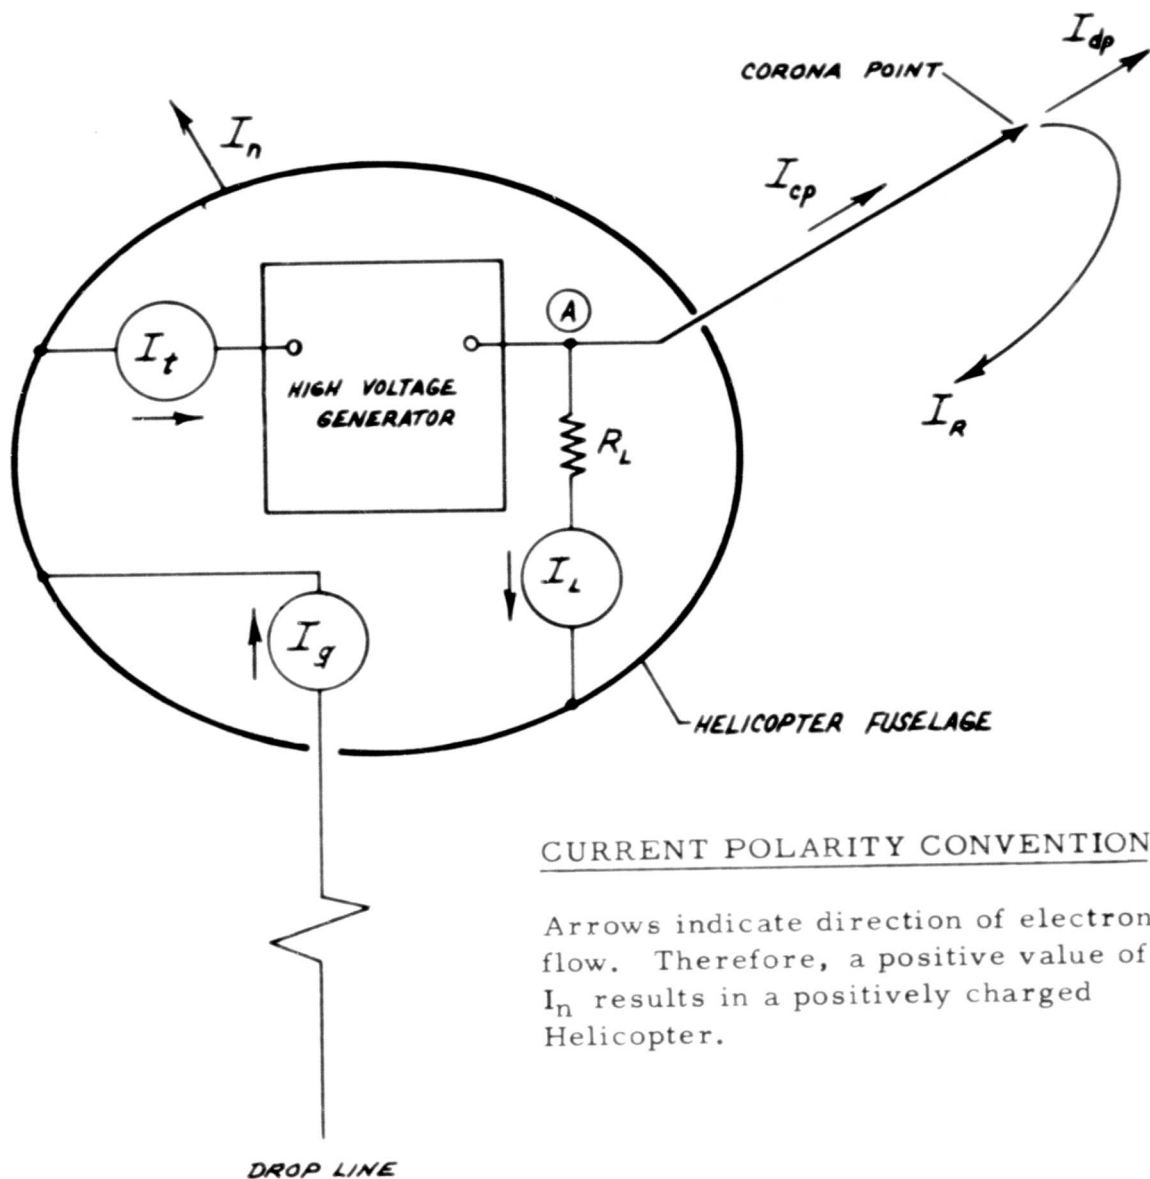 I_dp
CORONA POINT
I_n
I_cp
A
I_t
HIGH VOLTAGE
GENERATOR
R_L
I_R
I_L
I_g
HELICOPTER FUSELAGE
CURRENT POLARITY CONVENTION
Arrows indicate direction of electron
flow. Therefore, a positive value of
I_n results in a positively charged
Helicopter.
DROP LINE